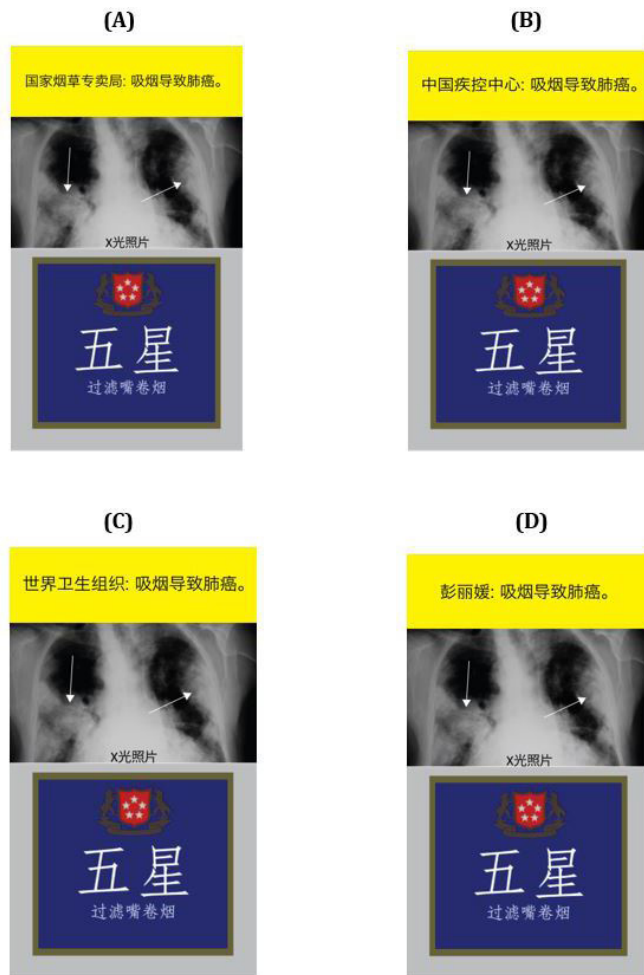 (A)
国家烟草专卖局: 吸烟导致肺癌。
X光照片
五星
过滤嘴卷烟
(B)
中国疾控中心: 吸烟导致肺癌。
X光照片
五星
过滤嘴卷烟
(C)
世界卫生组织: 吸烟导致肺癌。
X光照片
五星
过滤嘴卷烟
(D)
彭丽媛: 吸烟导致肺癌。
X光照片
五星
过滤嘴卷烟